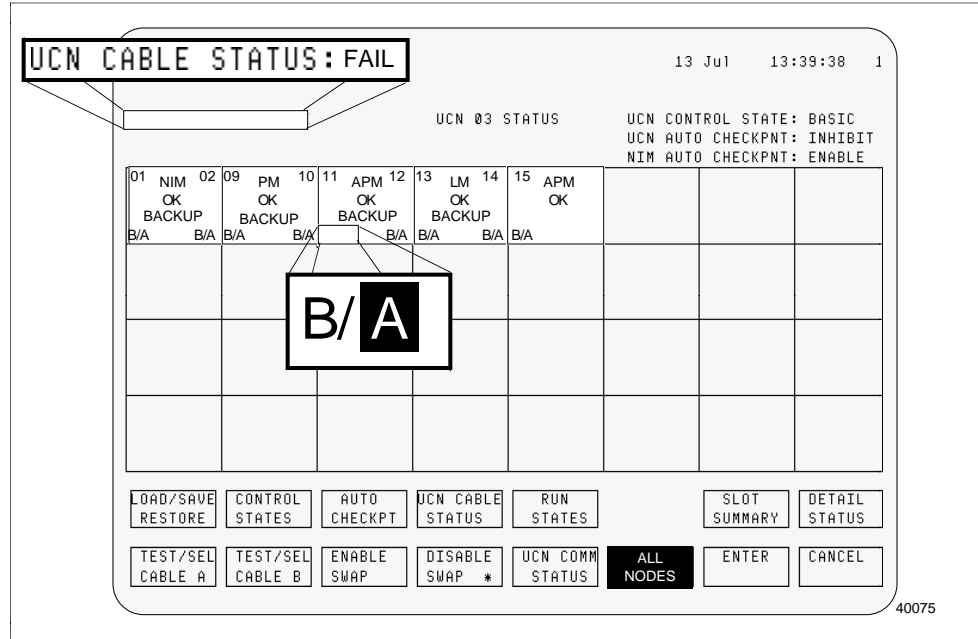 UCN CABLE STATUS: FAIL
13 Jul 13:39:38 1
UCN 03 STATUS
UCN CONTROL STATE: BASIC
UCN AUTO CHECKPNT: INHIBIT
NIM AUTO CHECKPNT: ENABLE
01 NIM 02
OK
BACKUP
B/A B/A
09 PM 10
OK
BACKUP
B/A B/A
11 APM 12
OK
BACKUP
B/A
13 LM 14
OK
BACKUP
B/A B/A
15 APM
OK
B/A
B/A
LOAD/SAVE
RESTORE
CONTROL
STATES
AUTO
CHECKPT
UCN CABLE
STATUS
RUN
STATES
SLOT
SUMMARY
DETAIL
STATUS
TEST/SEL
CABLE A
TEST/SEL
CABLE B
ENABLE
SWAP
DISABLE
SWAP *
UCN COMM
STATUS
ALL
NODES
ENTER
CANCEL
40075